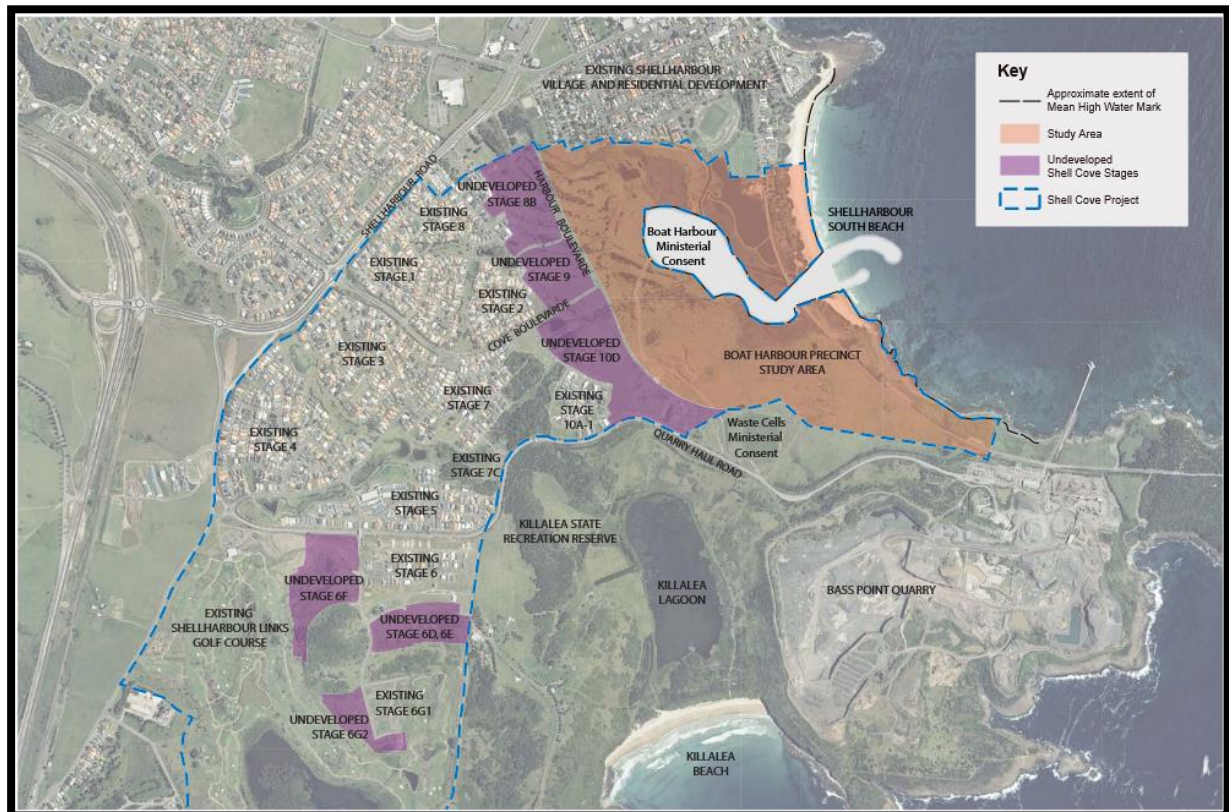 EXISTING SHELLHARBOUR
VILLAGE AND RESIDENTIAL DEVELOPMENT
Key
Approximate extent of
Mean High Water Mark
Study Area
Undeveloped
Shell Cove Stages
Shell Cove Project
SHELLHARBOUR ROAD
UNDEVELOPED
STAGE 8B
HARBOUR BOULEVARDE
EXISTING
STAGE 8
Boat Harbour
Ministerial
Consent
SHELLHARBOUR
SOUTH BEACH
EXISTING
STAGE 1
UNDEVELOPED
STAGE 9
EXISTING
STAGE 2
COVE BOULEVARDE
EXISTING
STAGE 3
UNDEVELOPED
STAGE 10D
BOAT HARBOUR PRECINCT
STUDY AREA
EXISTING
STAGE 7
EXISTING
STAGE
10A-1
Waste Cells
Ministerial
Consent
QUARRY HAUL ROAD
EXISTING
STAGE 4
EXISTING
STAGE 7C
EXISTING
STAGE 5
KILLALEA STATE
RECREATION RESERVE
EXISTING
STAGE 6
UNDEVELOPED
STAGE 6F
KILLALEA
LAGOON
BASS POINT QUARRY
EXISTING
SHELLHARBOUR LINKS
GOLF COURSE
UNDEVELOPED
STAGE 6D, 6E
EXISTING
STAGE 6G1
UNDEVELOPED
STAGE 6G2
KILLALEA
BEACH